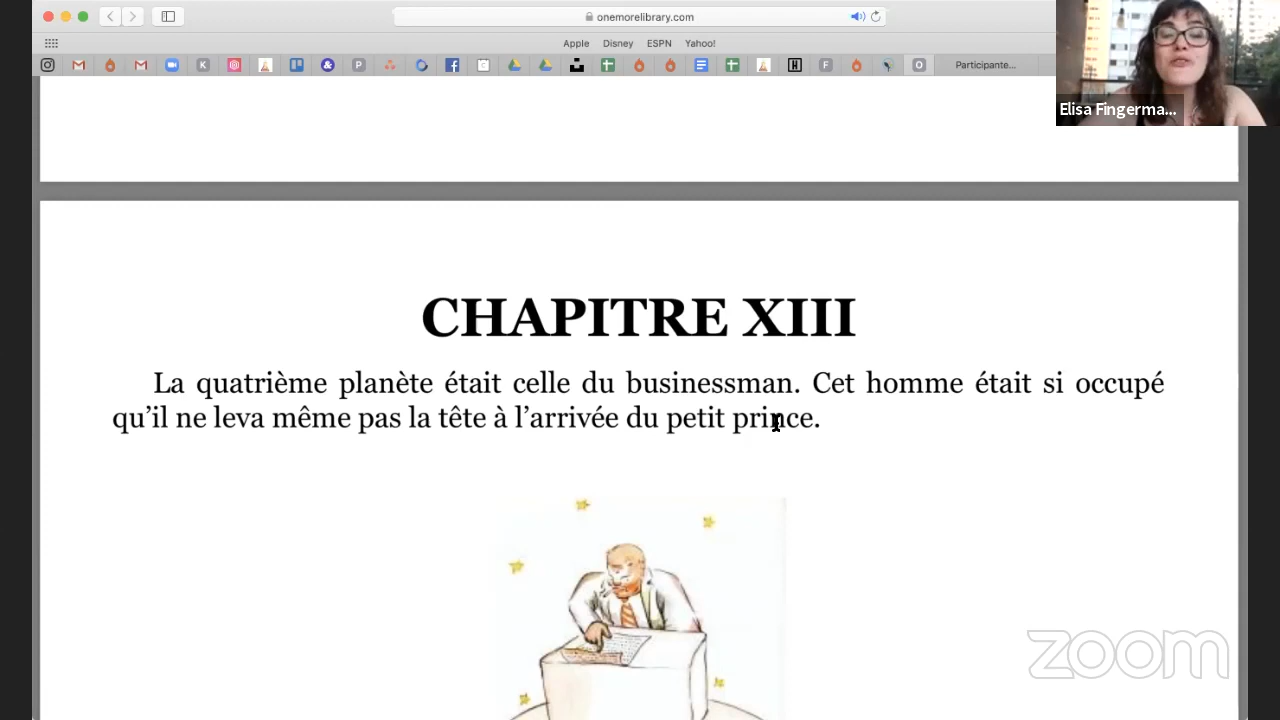 onemorelibrary.com
Apple Disney ESPN Yahoo!
K P & H F O Participante...
Elisa Fingerma...
CHAPITRE XIII
La quatrième planète était celle du businessman. Cet homme était si occupé
qu’il ne leva même pas la tête à l’arrivée du petit prince.
zoom